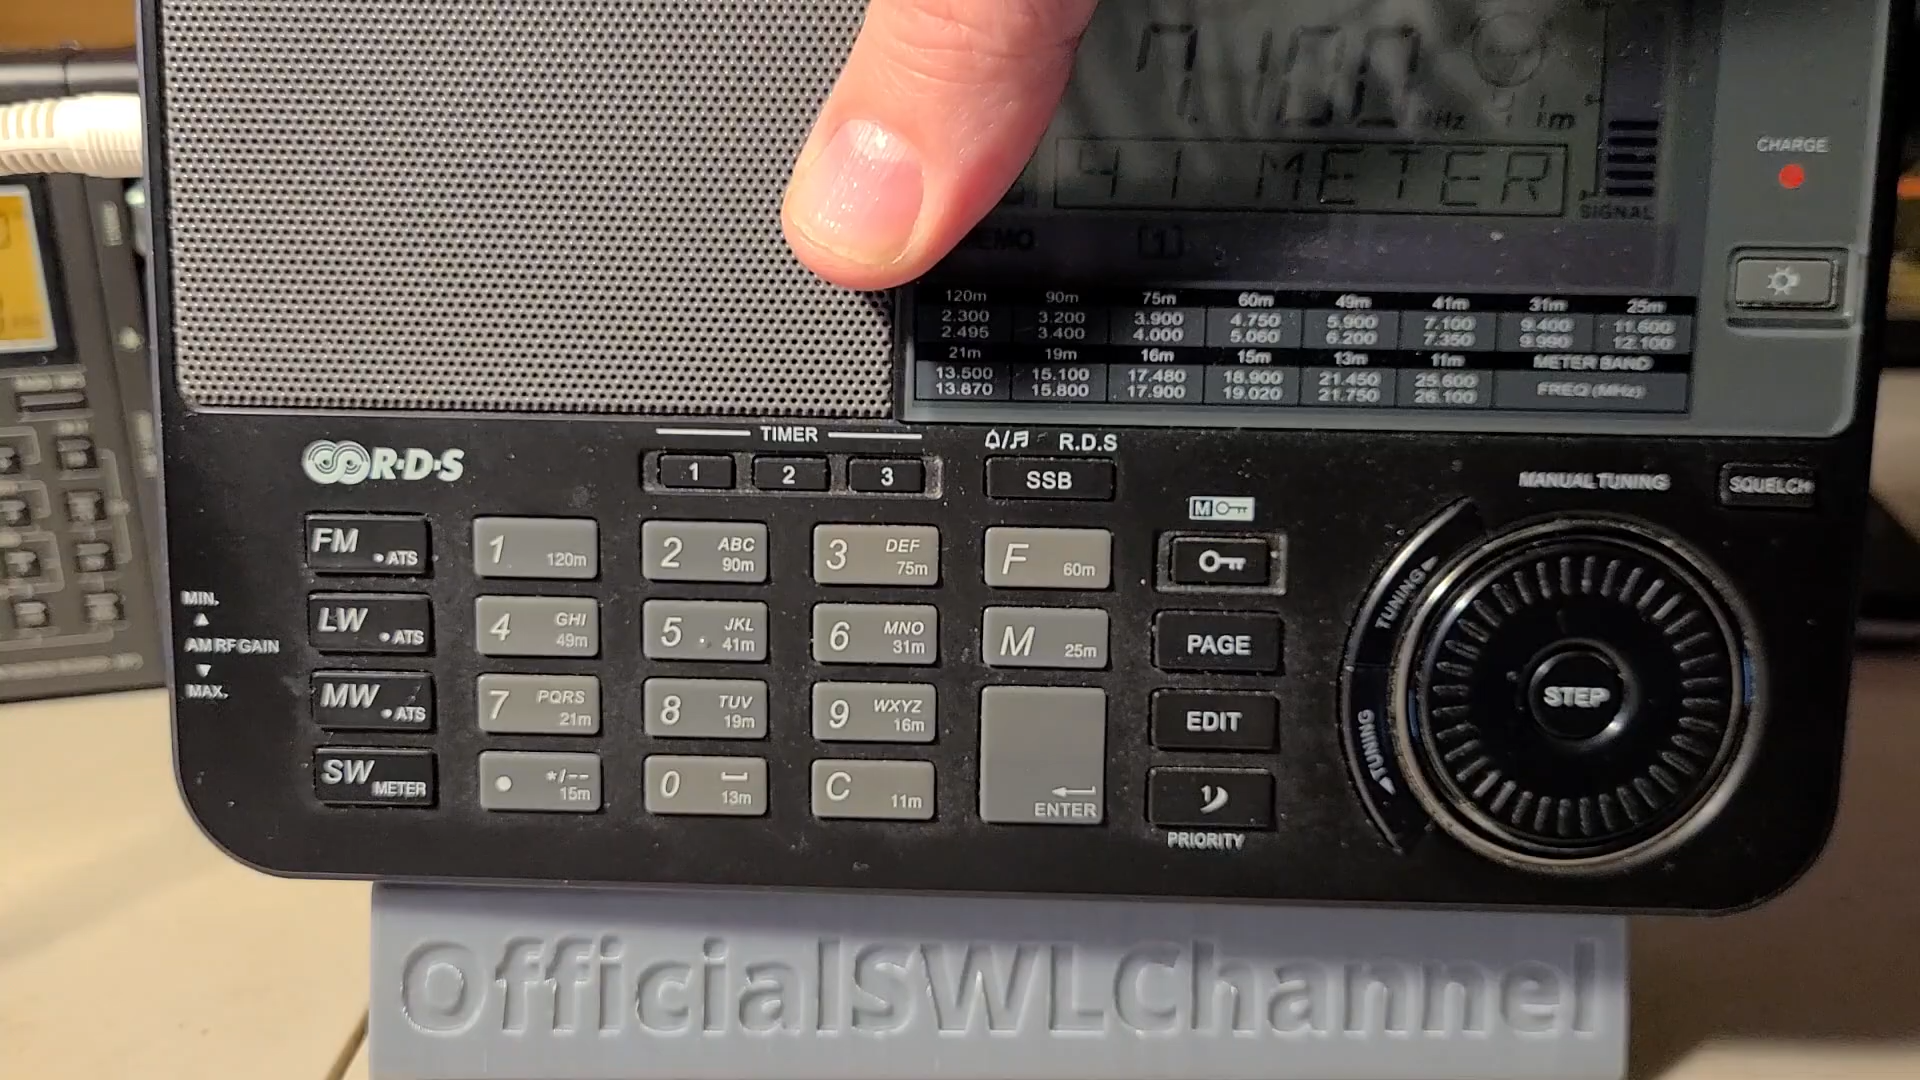 7.100
Hz 41m
41 METER
SIGNAL
CHARGE
EMO [1]
120m 90m 75m 60m 49m 41m 31m 25m
2.300 3.200 3.900 4.750 5.900 7.100 9.400 11.600
2.495 3.400 4.000 5.060 6.200 7.350 9.990 12.100
21m 19m 16m 15m 13m 11m METER BAND
13.500 15.100 17.480 18.900 21.450 25.600 FREQ (MHz)
13.870 15.800 17.900 19.020 21.750 26.100
R·D·S
TIMER
1 2 3
R.D.S
SSB
MANUAL TUNING
SQUELCH
M
FM •ATS
1 120m
2 ABC 90m
3 DEF 75m
F 60m
MIN.
AM RF GAIN
MAX.
LW •ATS
4 GHI 49m
5 JKL 41m
6 MNO 31m
M 25m
PAGE
MW •ATS
7 PQRS 21m
8 TUV 19m
9 WXYZ 16m
EDIT
SW METER
• */-- 15m
0 13m
C 11m
ENTER
1
PRIORITY
TUNING
TUNING
STEP
OfficialSWLChannel